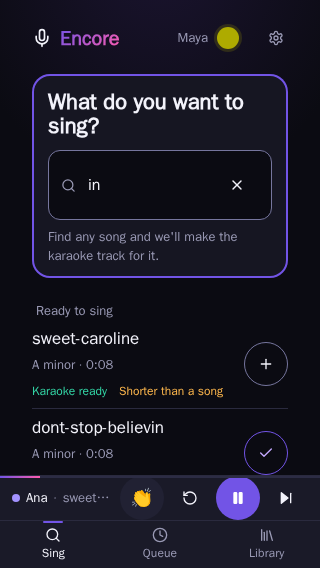 Encore
Maya
What do you want to
sing?
in
Find any song and we'll make the
karaoke track for it.
Ready to sing
sweet-caroline
A minor · 0:08
Karaoke ready Shorter than a song
dont-stop-believin
A minor · 0:08
Ana · sweet···
Sing Queue Library